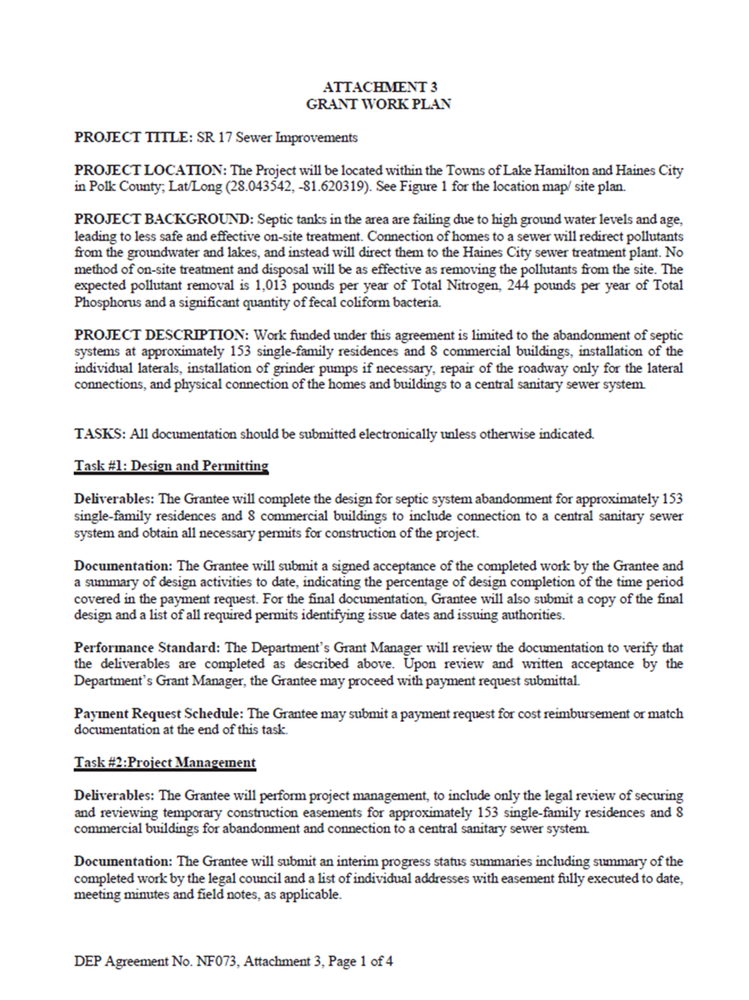 ATTACHMENT 3
GRANT WORK PLAN
PROJECT TITLE: SR 17 Sewer Improvements
PROJECT LOCATION: The Project will be located within the Towns of Lake Hamilton and Haines City
in Polk County; Lat/Long (28.043542, -81.620319). See Figure 1 for the location map/ site plan.
PROJECT BACKGROUND: Septic tanks in the area are failing due to high ground water levels and age,
leading to less safe and effective on-site treatment. Connection of homes to a sewer will redirect pollutants
from the groundwater and lakes, and instead will direct them to the Haines City sewer treatment plant. No
method of on-site treatment and disposal will be as effective as removing the pollutants from the site. The
expected pollutant removal is 1,013 pounds per year of Total Nitrogen, 244 pounds per year of Total
Phosphorus and a significant quantity of fecal coliform bacteria.
PROJECT DESCRIPTION: Work funded under this agreement is limited to the abandonment of septic
systems at approximately 153 single-family residences and 8 commercial buildings, installation of the
individual laterals, installation of grinder pumps if necessary, repair of the roadway only for the lateral
connections, and physical connection of the homes and buildings to a central sanitary sewer system.
TASKS: All documentation should be submitted electronically unless otherwise indicated.
Task #1: Design and Permitting
Deliverables: The Grantee will complete the design for septic system abandonment for approximately 153
single-family residences and 8 commercial buildings to include connection to a central sanitary sewer
system and obtain all necessary permits for construction of the project.
Documentation: The Grantee will submit a signed acceptance of the completed work by the Grantee and
a summary of design activities to date, indicating the percentage of design completion of the time period
covered in the payment request. For the final documentation, Grantee will also submit a copy of the final
design and a list of all required permits identifying issue dates and issuing authorities.
Performance Standard: The Department's Grant Manager will review the documentation to verify that
the deliverables are completed as described above. Upon review and written acceptance by the
Department's Grant Manager, the Grantee may proceed with payment request submittal.
Payment Request Schedule: The Grantee may submit a payment request for cost reimbursement or match
documentation at the end of this task.
Task #2:Project Management
Deliverables: The Grantee will perform project management, to include only the legal review of securing
and reviewing temporary construction easements for approximately 153 single-family residences and 8
commercial buildings for abandonment and connection to a central sanitary sewer system.
Documentation: The Grantee will submit an interim progress status summaries including summary of the
completed work by the legal council and a list of individual addresses with easement fully executed to date,
meeting minutes and field notes, as applicable.
DEP Agreement No. NF073, Attachment 3, Page 1 of 4